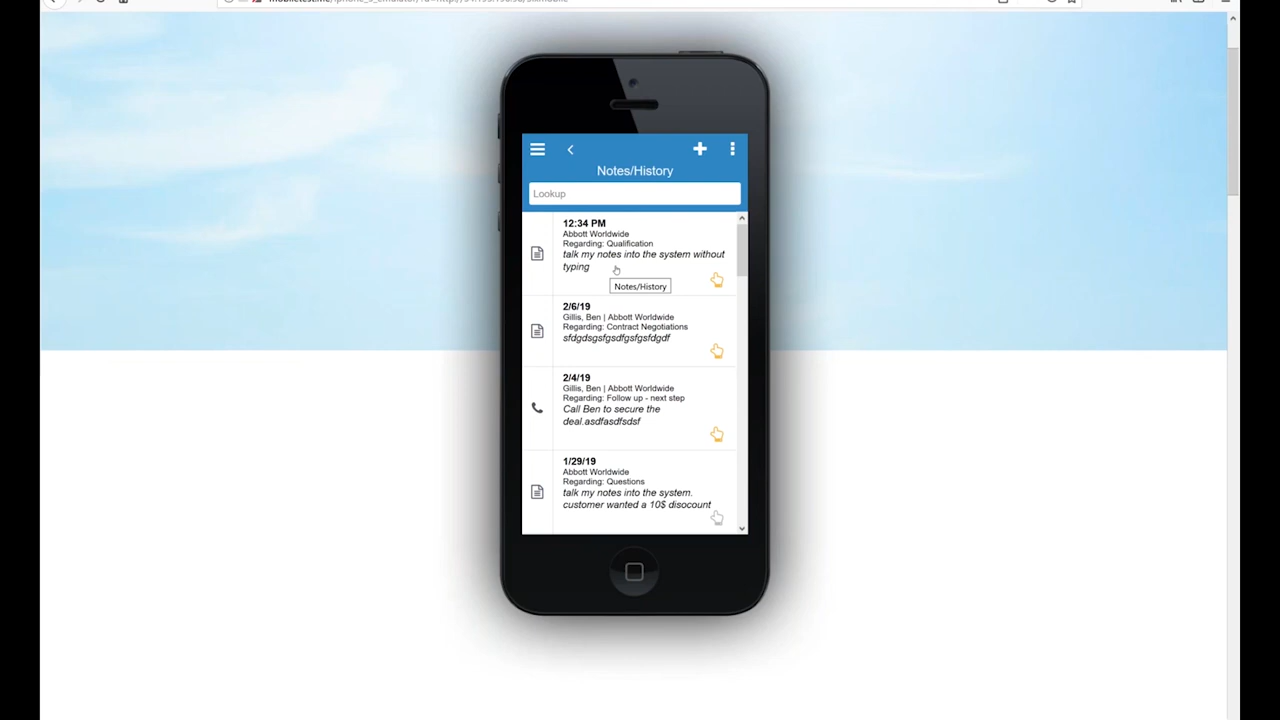 Notes/History
Lookup
12:34 PM
Abbott Worldwide
Regarding: Qualification
talk my notes into the system without
typing
Notes/History
2/6/19
Gillis, Ben | Abbott Worldwide
Regarding: Contract Negotiations
sfdgdsgsfgsdfgsfgsfdgdf
2/4/19
Gillis, Ben | Abbott Worldwide
Regarding: Follow up - next step
Call Ben to secure the
deal.asdfasdfsdsf
1/29/19
Abbott Worldwide
Regarding: Questions
talk my notes into the system.
customer wanted a 10$ disocount